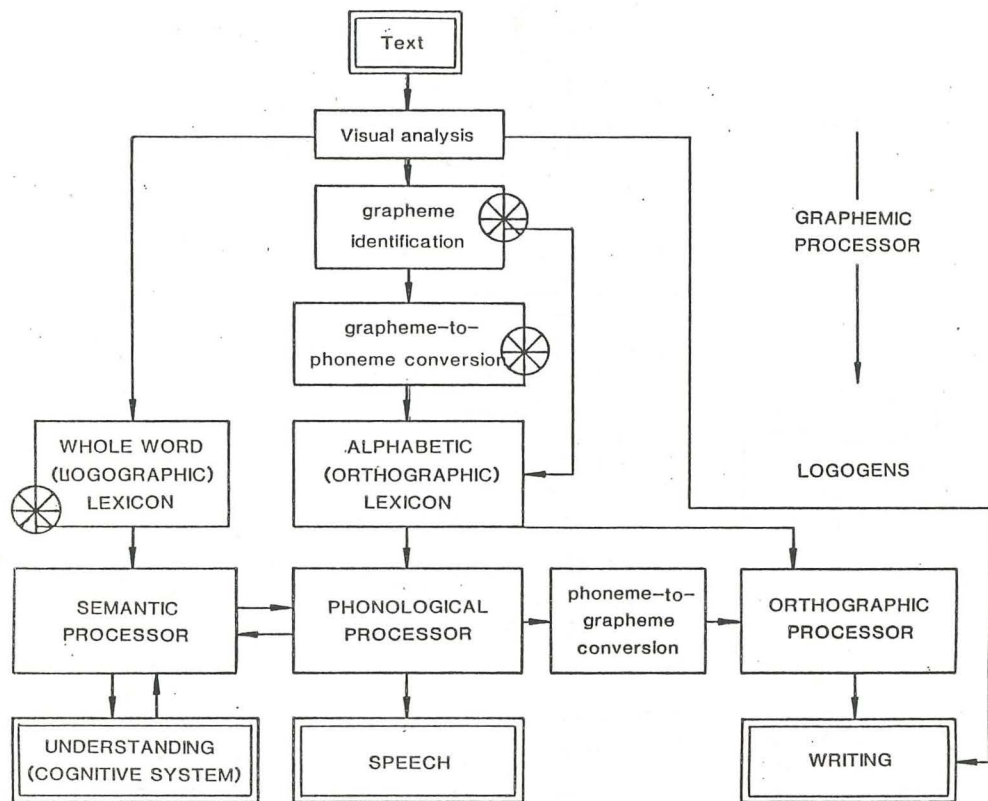 Text
Visual analysis
grapheme
identification
GRAPHEMIC
PROCESSOR
grapheme-to-
phoneme conversion
WHOLE WORD
(LOGOGRAPHIC)
LEXICON
ALPHABETIC
(ORTHOGRAPHIC)
LEXICON
LOGOGENS
SEMANTIC
PROCESSOR
PHONOLOGICAL
PROCESSOR
phoneme-to-
grapheme
conversion
ORTHOGRAPHIC
PROCESSOR
UNDERSTANDING
(COGNITIVE SYSTEM)
SPEECH
WRITING